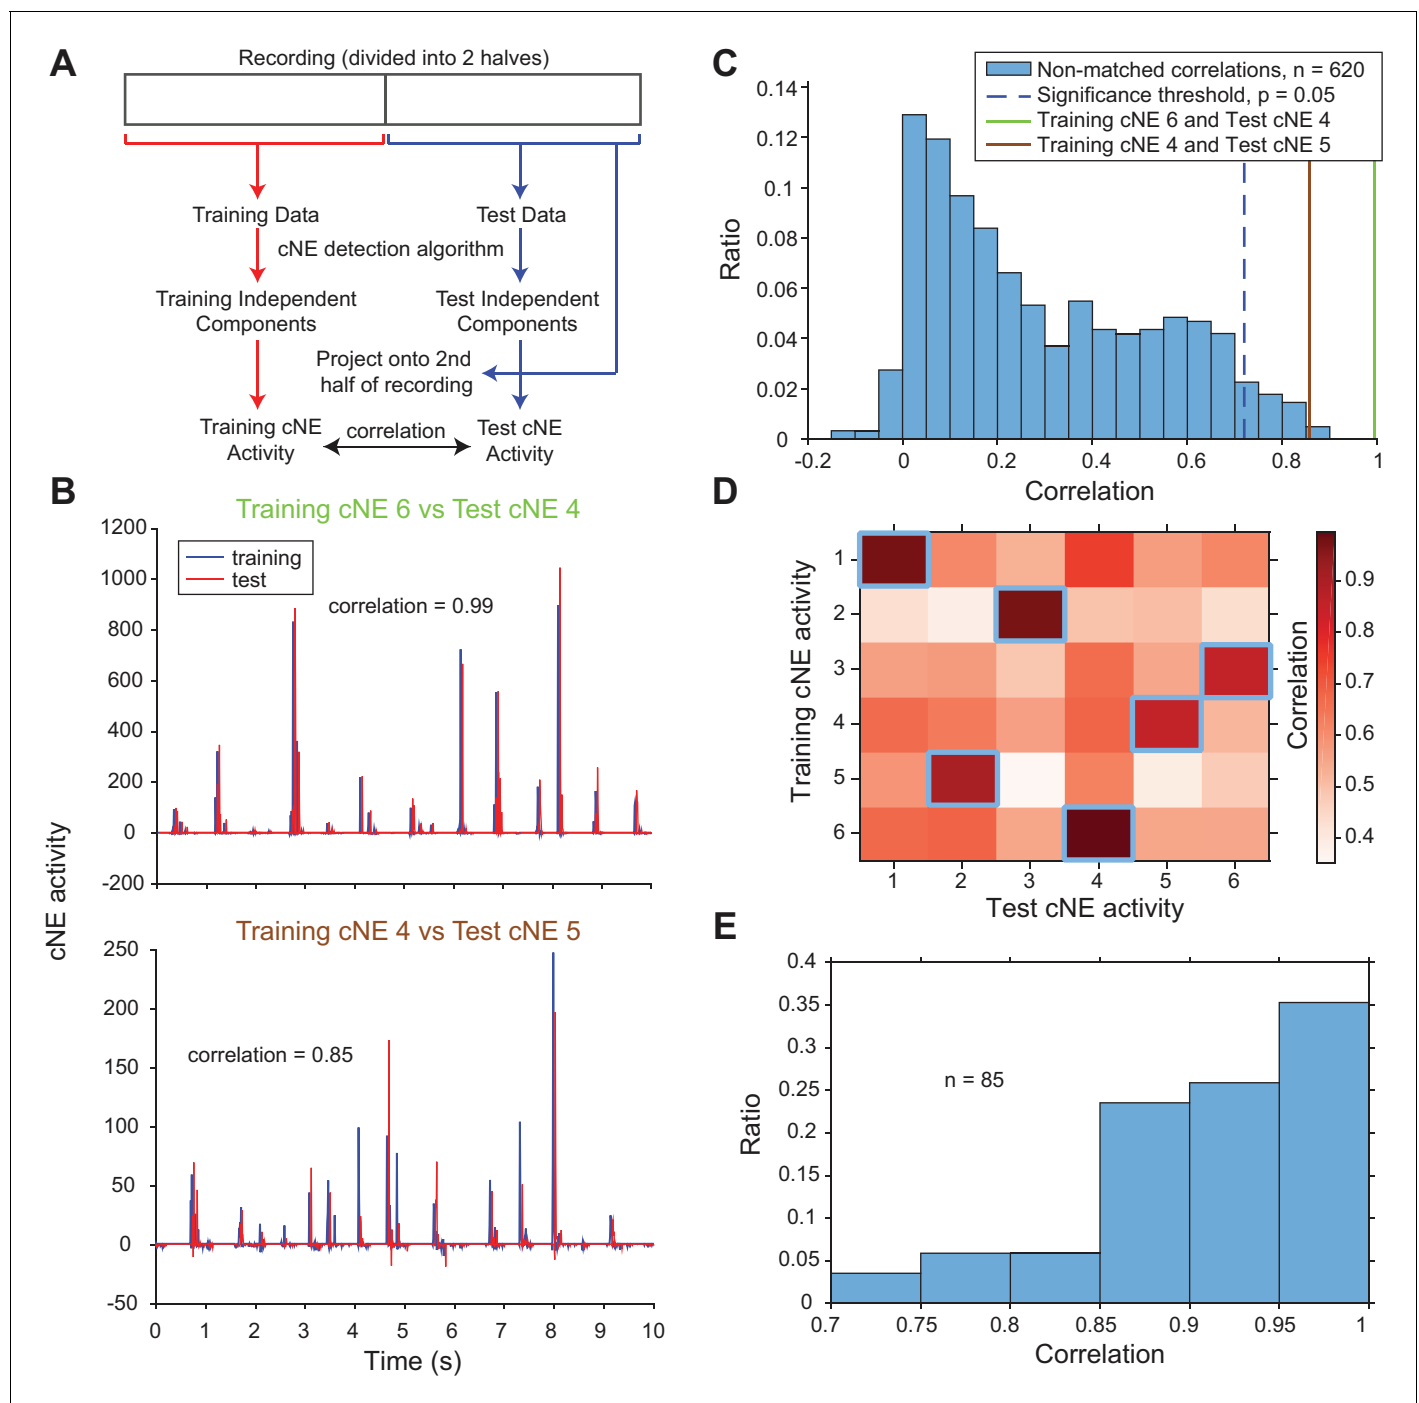 A
Recording (divided into 2 halves)
Training Data
Test Data
cNE detection algorithm
Training Independent
Components
Test Independent
Components
Project onto 2nd
half of recording
Training cNE
Activity
correlation
Test cNE
Activity
B
Training cNE 6 vs Test cNE 4
1200
1000
800
600
400
200
0
-200
training
test
correlation = 0.99
cNE activity
Training cNE 4 vs Test cNE 5
250
200
150
100
50
0
-50
correlation = 0.85
0 1 2 3 4 5 6 7 8 9 10
Time (s)
C
Non-matched correlations, n = 620
Significance threshold, p = 0.05
Training cNE 6 and Test cNE 4
Training cNE 4 and Test cNE 5
0.14
0.12
0.1
0.08
0.06
0.04
0.02
0
Ratio
-0.2 0 0.2 0.4 0.6 0.8 1
Correlation
D
Training cNE activity
1
2
3
4
5
6
1 2 3 4 5 6
Test cNE activity
Correlation
0.9
0.8
0.7
0.6
0.5
0.4
E
0.4
0.35
0.3
0.25
0.2
0.15
0.1
0.05
0
Ratio
n = 85
0.7 0.75 0.8 0.85 0.9 0.95 1
Correlation